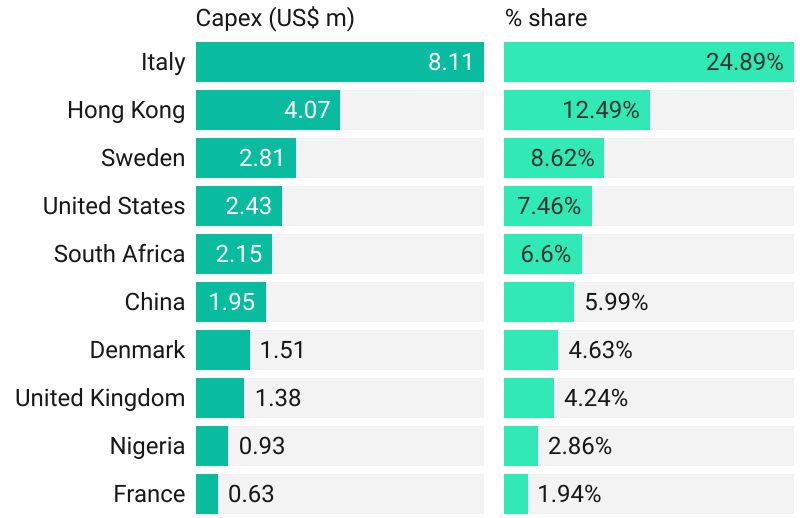 Capex (US$ m) % share
Italy 8.11 24.89%
Hong Kong 4.07 12.49%
Sweden 2.81 8.62%
United States 2.43 7.46%
South Africa 2.15 6.6%
China 1.95 5.99%
Denmark 1.51 4.63%
United Kingdom 1.38 4.24%
Nigeria 0.93 2.86%
France 0.63 1.94%